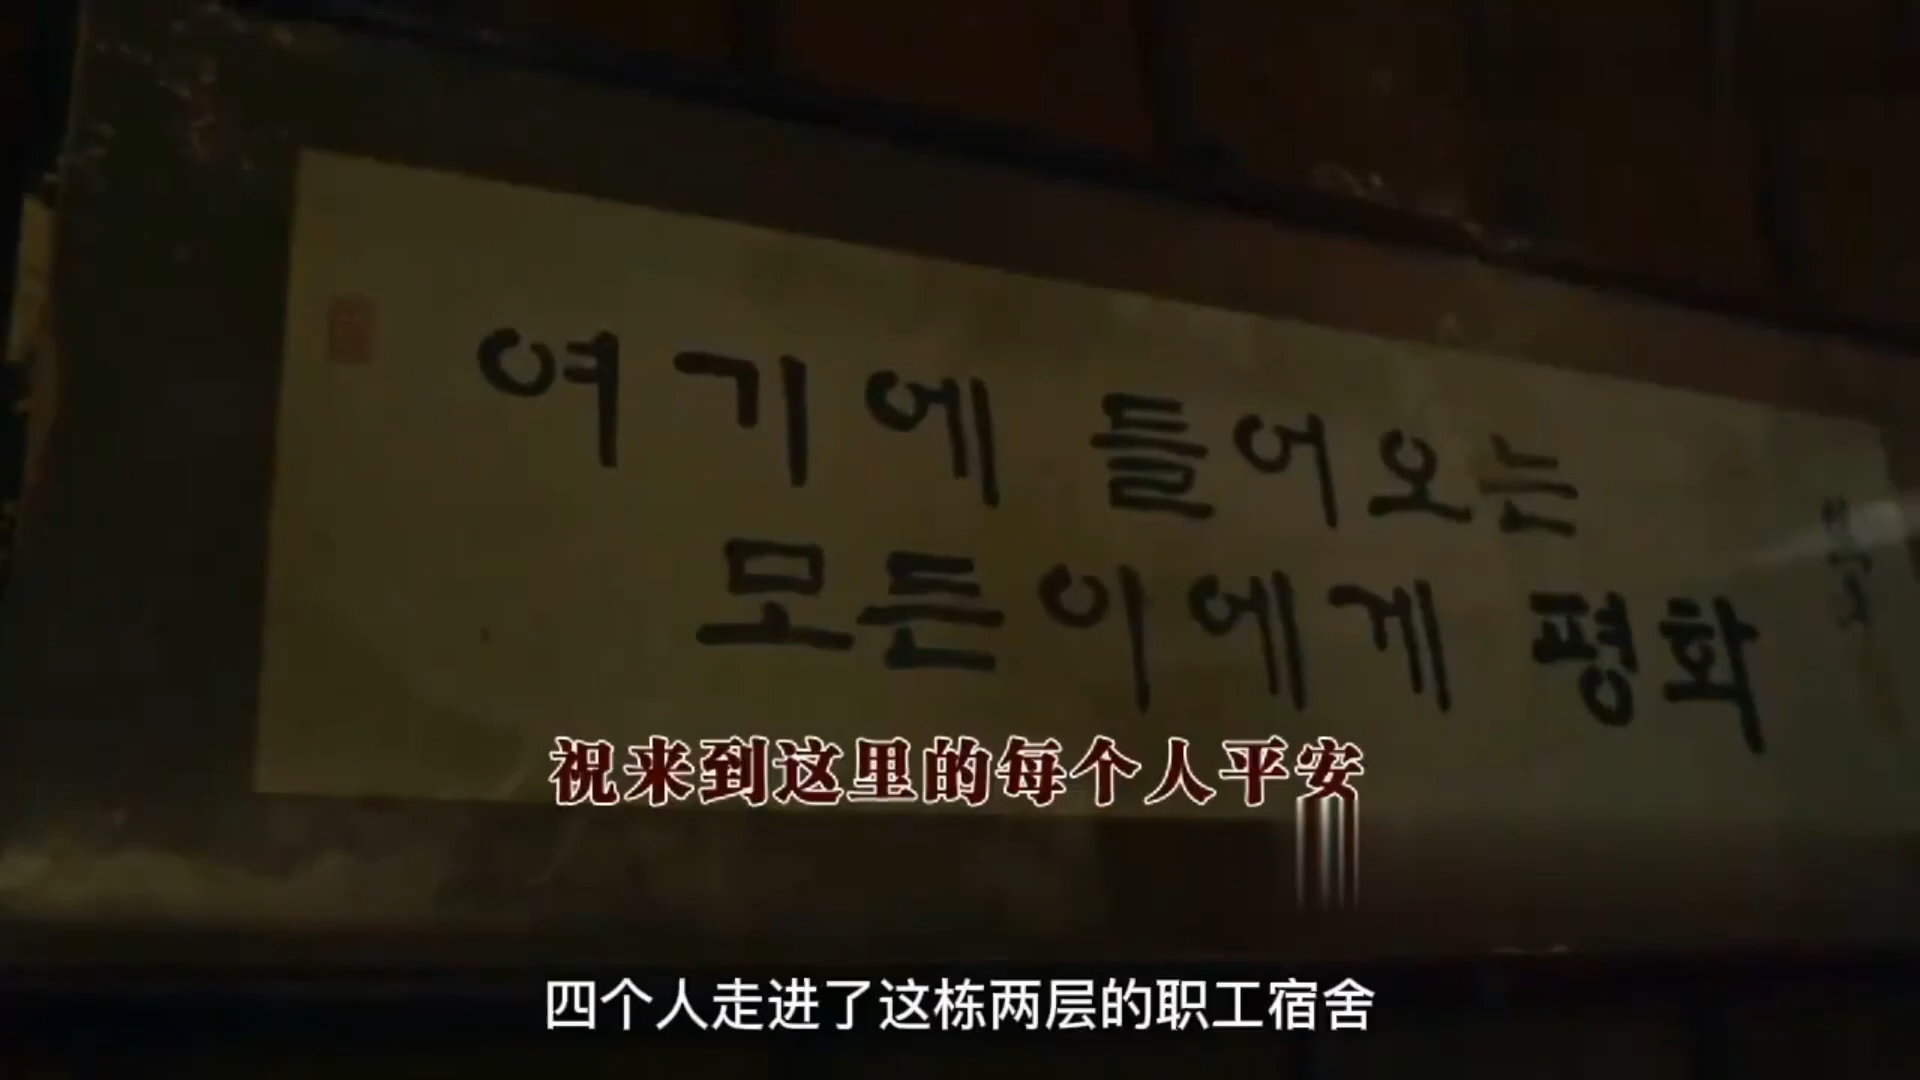 여기에 들어오는
모든이에게 평화
祝来到这里的每个人平安
四个人走进了这栋两层的职工宿舍